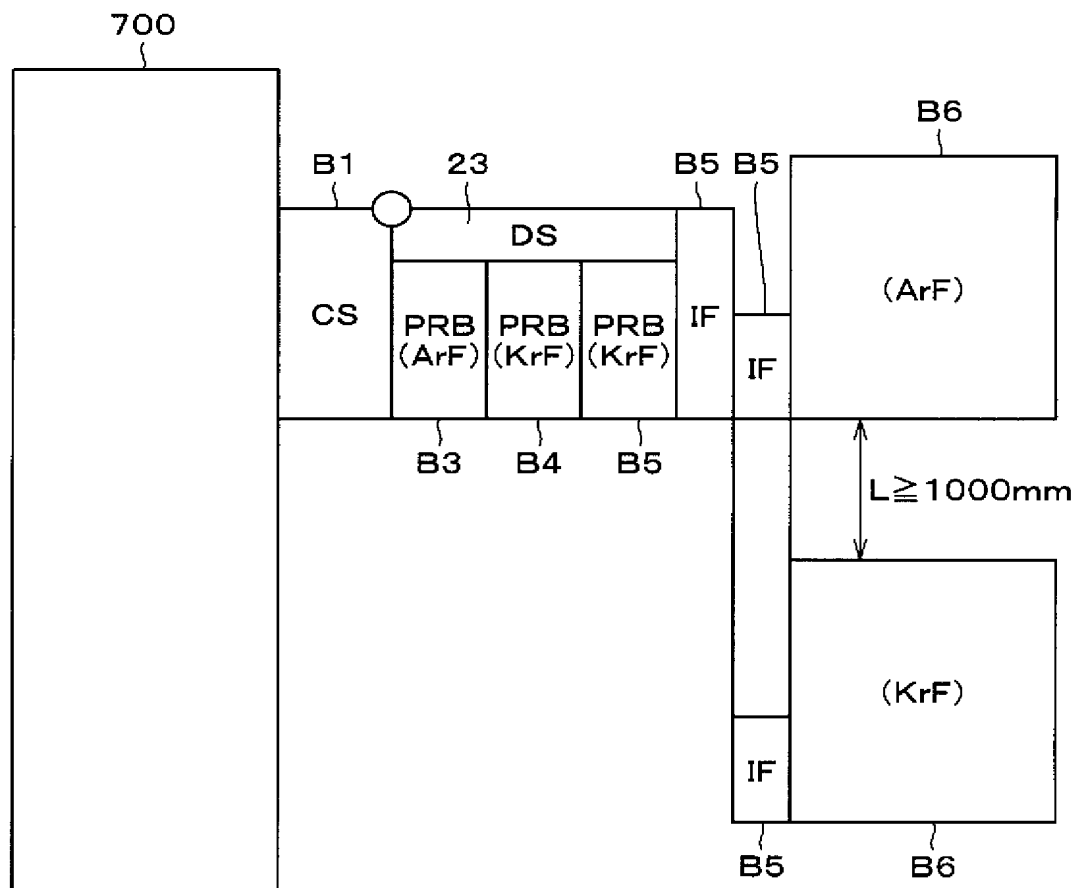 700
B6
B1
23
B5
B5
DS
CS
PRB
(ArF)
PRB
(KrF)
PRB
(KrF)
IF
IF
(ArF)
B3
B4
B5
L≧1000mm
(KrF)
IF
B5
B6